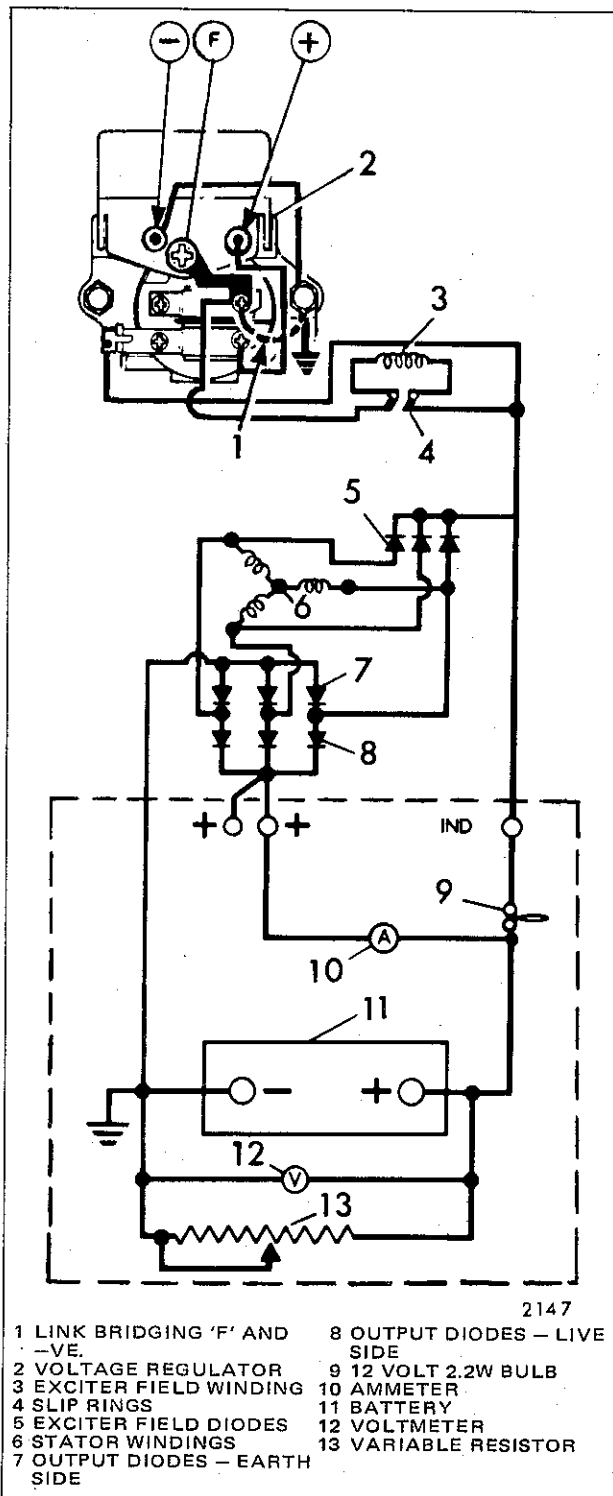 − F +
2
3
1
4
5
6
7
8
+ + IND
9
A
10
11
− +
12 V
13
2147
1 LINK BRIDGING 'F' AND
-VE.
2 VOLTAGE REGULATOR
3 EXCITER FIELD WINDING
4 SLIP RINGS
5 EXCITER FIELD DIODES
6 STATOR WINDINGS
7 OUTPUT DIODES — EARTH
SIDE
8 OUTPUT DIODES — LIVE
SIDE
9 12 VOLT 2.2W BULB
10 AMMETER
11 BATTERY
12 VOLTMETER
13 VARIABLE RESISTOR